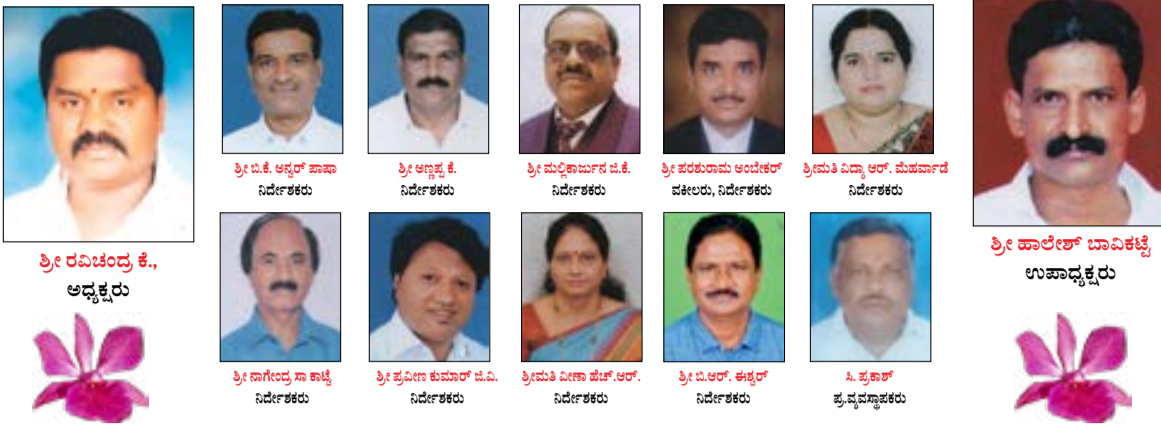 ಶ್ರೀ ರವಿಚಂದ್ರ ಕೆ.,
ಅಧ್ಯಕ್ಷರು
ಶ್ರೀ ಬಿ.ಕೆ. ಅನ್ವರ್ ಪಾಷಾ
ನಿರ್ದೇಶಕರು
ಶ್ರೀ ಅಣ್ಣಪ್ಪ ಕೆ.
ನಿರ್ದೇಶಕರು
ಶ್ರೀ ಮಲ್ಲಿಕಾರ್ಜುನ ಜಿ.ಕೆ.
ನಿರ್ದೇಶಕರು
ಶ್ರೀ ಪರಶುರಾಮ ಅಂಬೇಕರ್
ವಕೀಲರು, ನಿರ್ದೇಶಕರು
ಶ್ರೀಮತಿ ವಿದ್ಯಾ ಆರ್. ಮೆಹರ್ವಾಡೆ
ನಿರ್ದೇಶಕರು
ಶ್ರೀ ಹಾಲೇಶ್ ಬಾವಿಕಟ್ಟೆ
ಉಪಾಧ್ಯಕ್ಷರು
ಶ್ರೀ ನಾಗೇಂದ್ರ ಸಾ ಕಾಟ್ವೆ
ನಿರ್ದೇಶಕರು
ಶ್ರೀ ಪ್ರವೀಣ ಕುಮಾರ್ ಜಿ.ವಿ.
ನಿರ್ದೇಶಕರು
ಶ್ರೀಮತಿ ವೀಣಾ ಹೆಚ್.ಆರ್.
ನಿರ್ದೇಶಕರು
ಶ್ರೀ ಬಿ.ಆರ್. ಈಶ್ವರ್
ನಿರ್ದೇಶಕರು
ಸಿ. ಪ್ರಕಾಶ್
ಪ್ರ.ವ್ಯವಸ್ಥಾಪಕರು